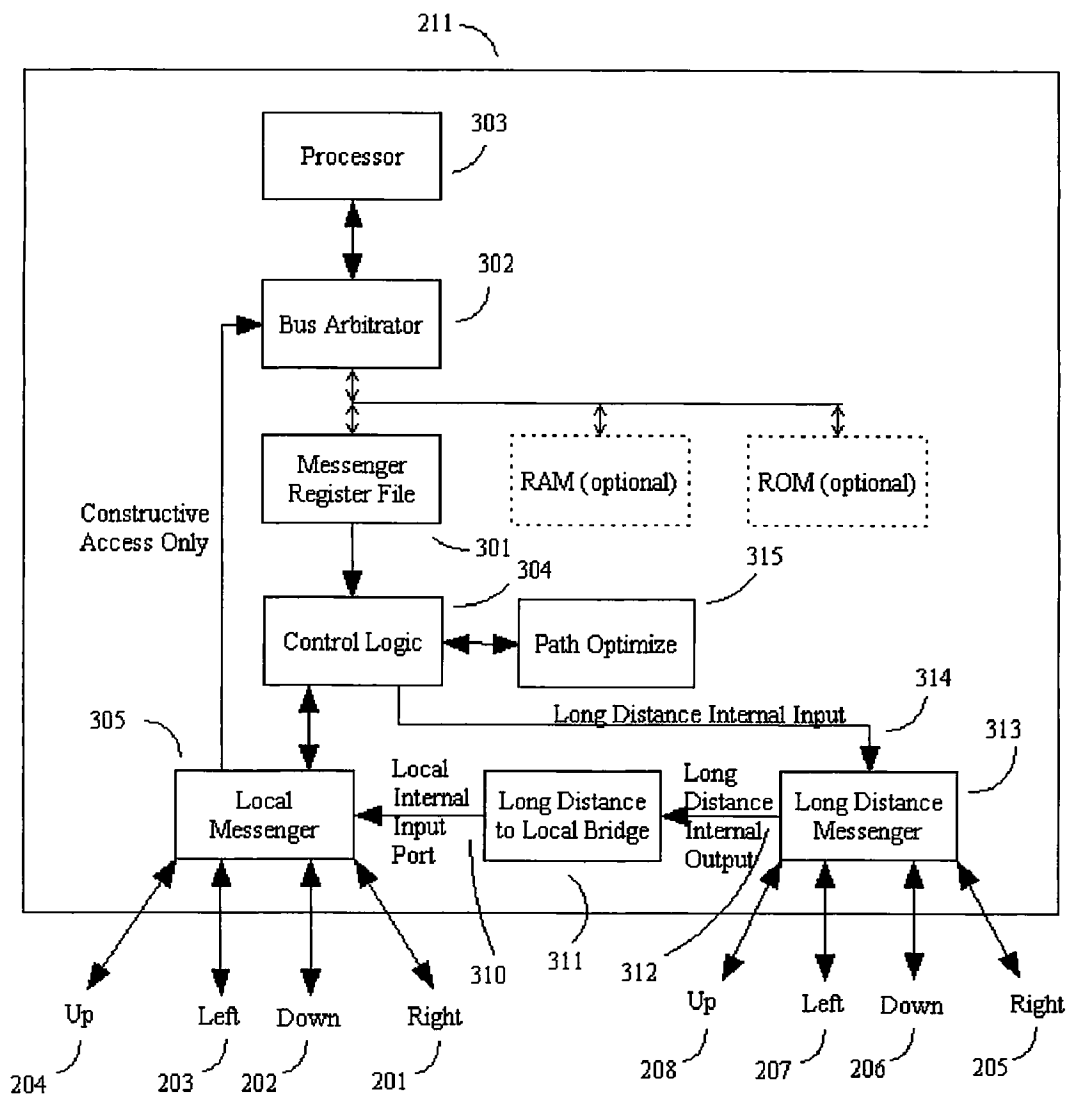 211
303
Processor
302
Bus Arbitrator
Messenger
Register File
RAM (optional)
ROM (optional)
Constructive
Access Only
301
304
315
Control Logic
Path Optimize
314
Long Distance Internal Input
305
313
Local
Messenger
Local
Internal
Input
Port
Long Distance
to Local Bridge
Long
Distance
Internal
Output
Long Distance
Messenger
310
311
312
Up
Left
Down
Right
Up
Left
Down
Right
204
203
202
201
208
207
206
205